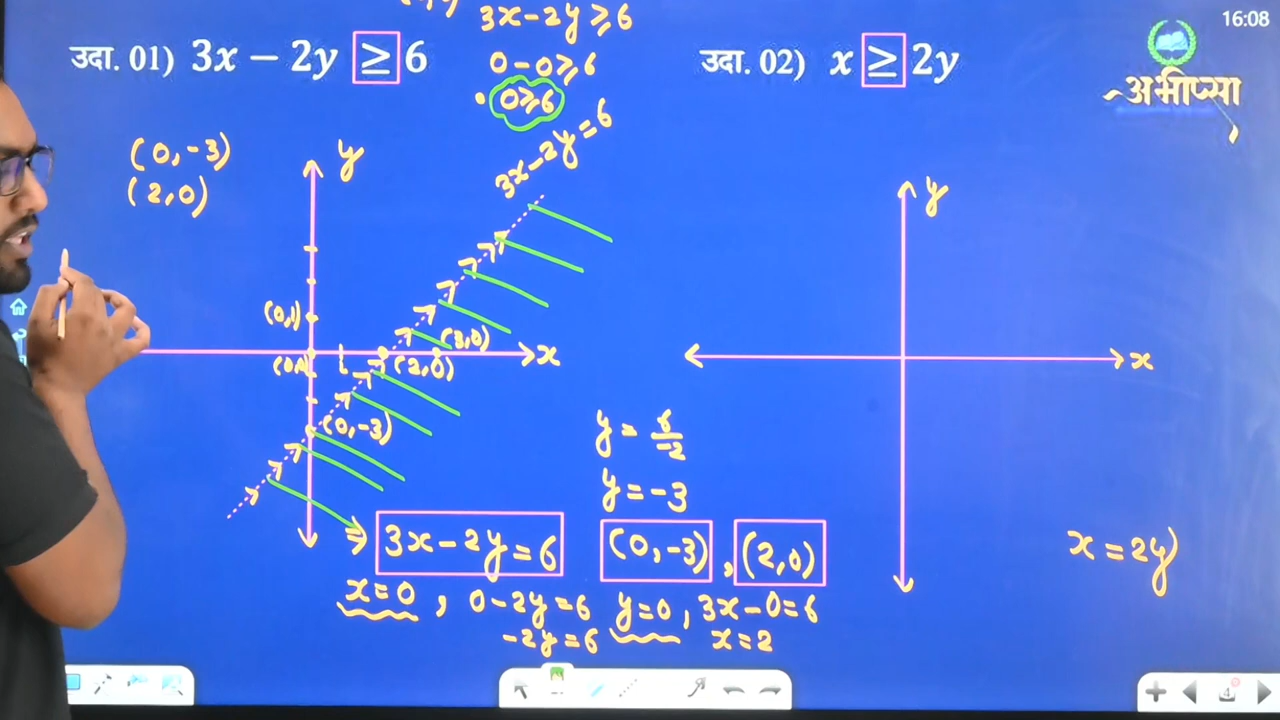 16:08
3x-2y≥6
उदा. 01) 3x − 2y ≥ 6
0-0≥6
0≥6
उदा. 02) x ≥ 2y
अभीप्सा
(0,-3)
(2,0)
y
3x-2y=6
y
(0,1)
(3,0)
x
(2,0)
x
(0,-3)
y = 6/-2
y = -3
3x-2y=6
(0,-3), (2,0)
x=2y
x=0, 0-2y=6
y=0, 3x-0=6
-2y=6
x=2
4